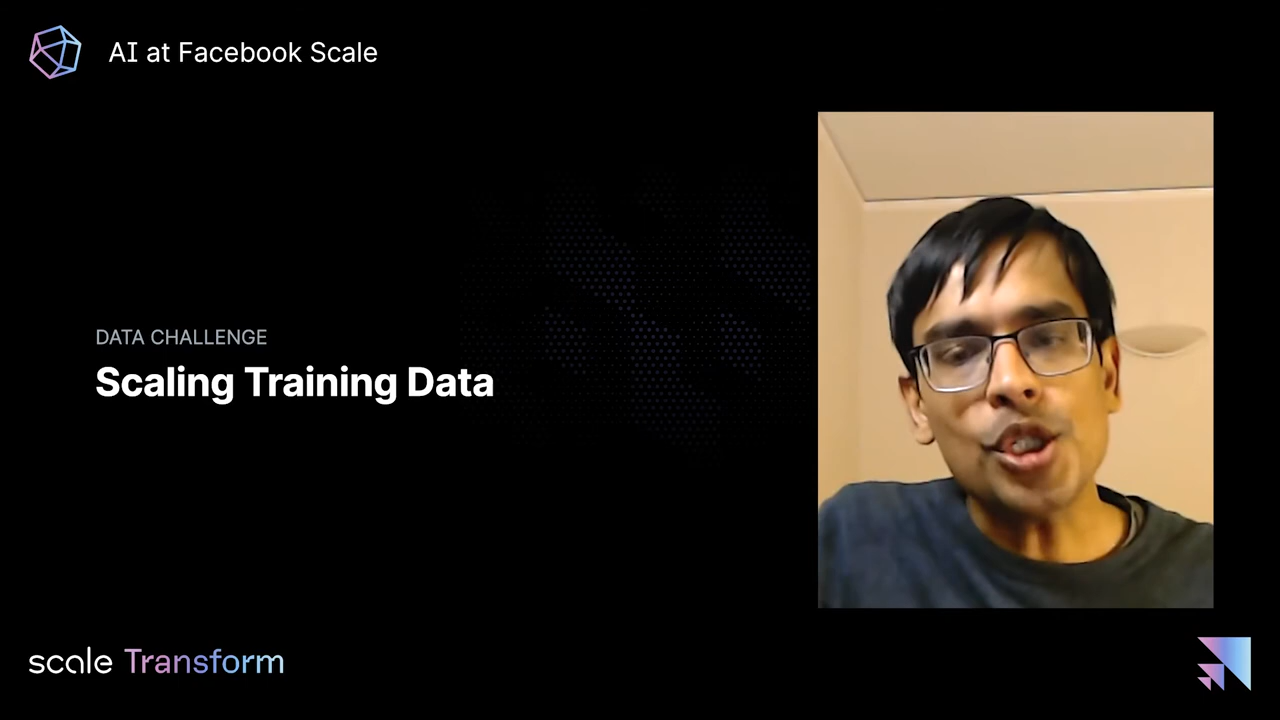 AI at Facebook Scale
DATA CHALLENGE
Scaling Training Data
scale Transform